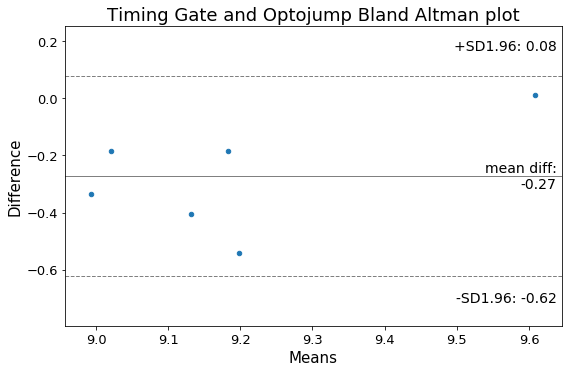 Timing Gate and Optojump Bland Altman plot
0.2
+SD1.96: 0.08
0.0
−0.2
mean diff:
-0.27
−0.4
−0.6
-SD1.96: -0.62
Difference
9.0 9.1 9.2 9.3 9.4 9.5 9.6
Means